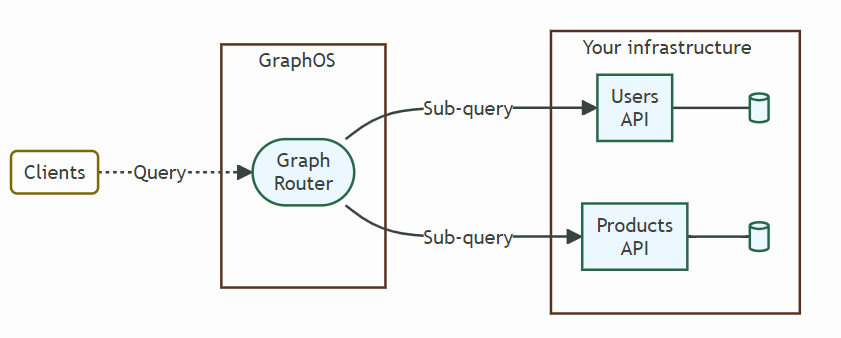 GraphOS
Your infrastructure
Clients
Query
Graph
Router
Sub-query
Users
API
Sub-query
Products
API